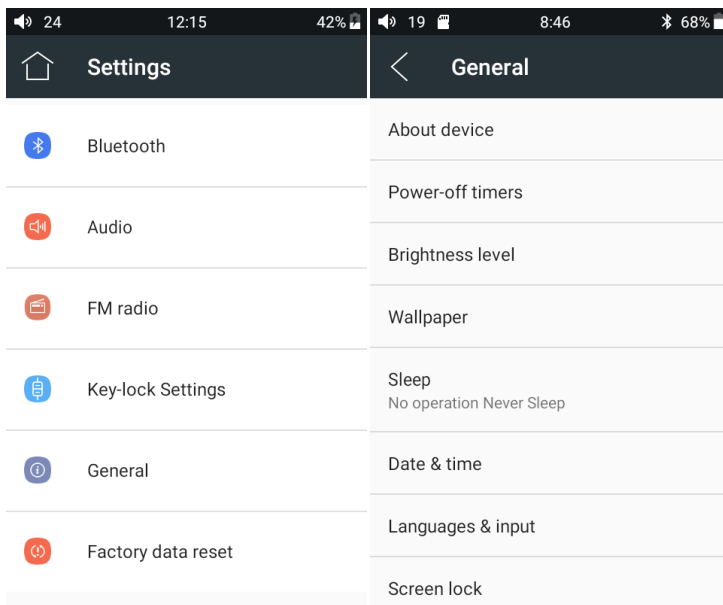 24 12:15 42%
Settings
Bluetooth
Audio
FM radio
Key-lock Settings
General
Factory data reset
19 8:46 68%
General
About device
Power-off timers
Brightness level
Wallpaper
Sleep
No operation Never Sleep
Date & time
Languages & input
Screen lock